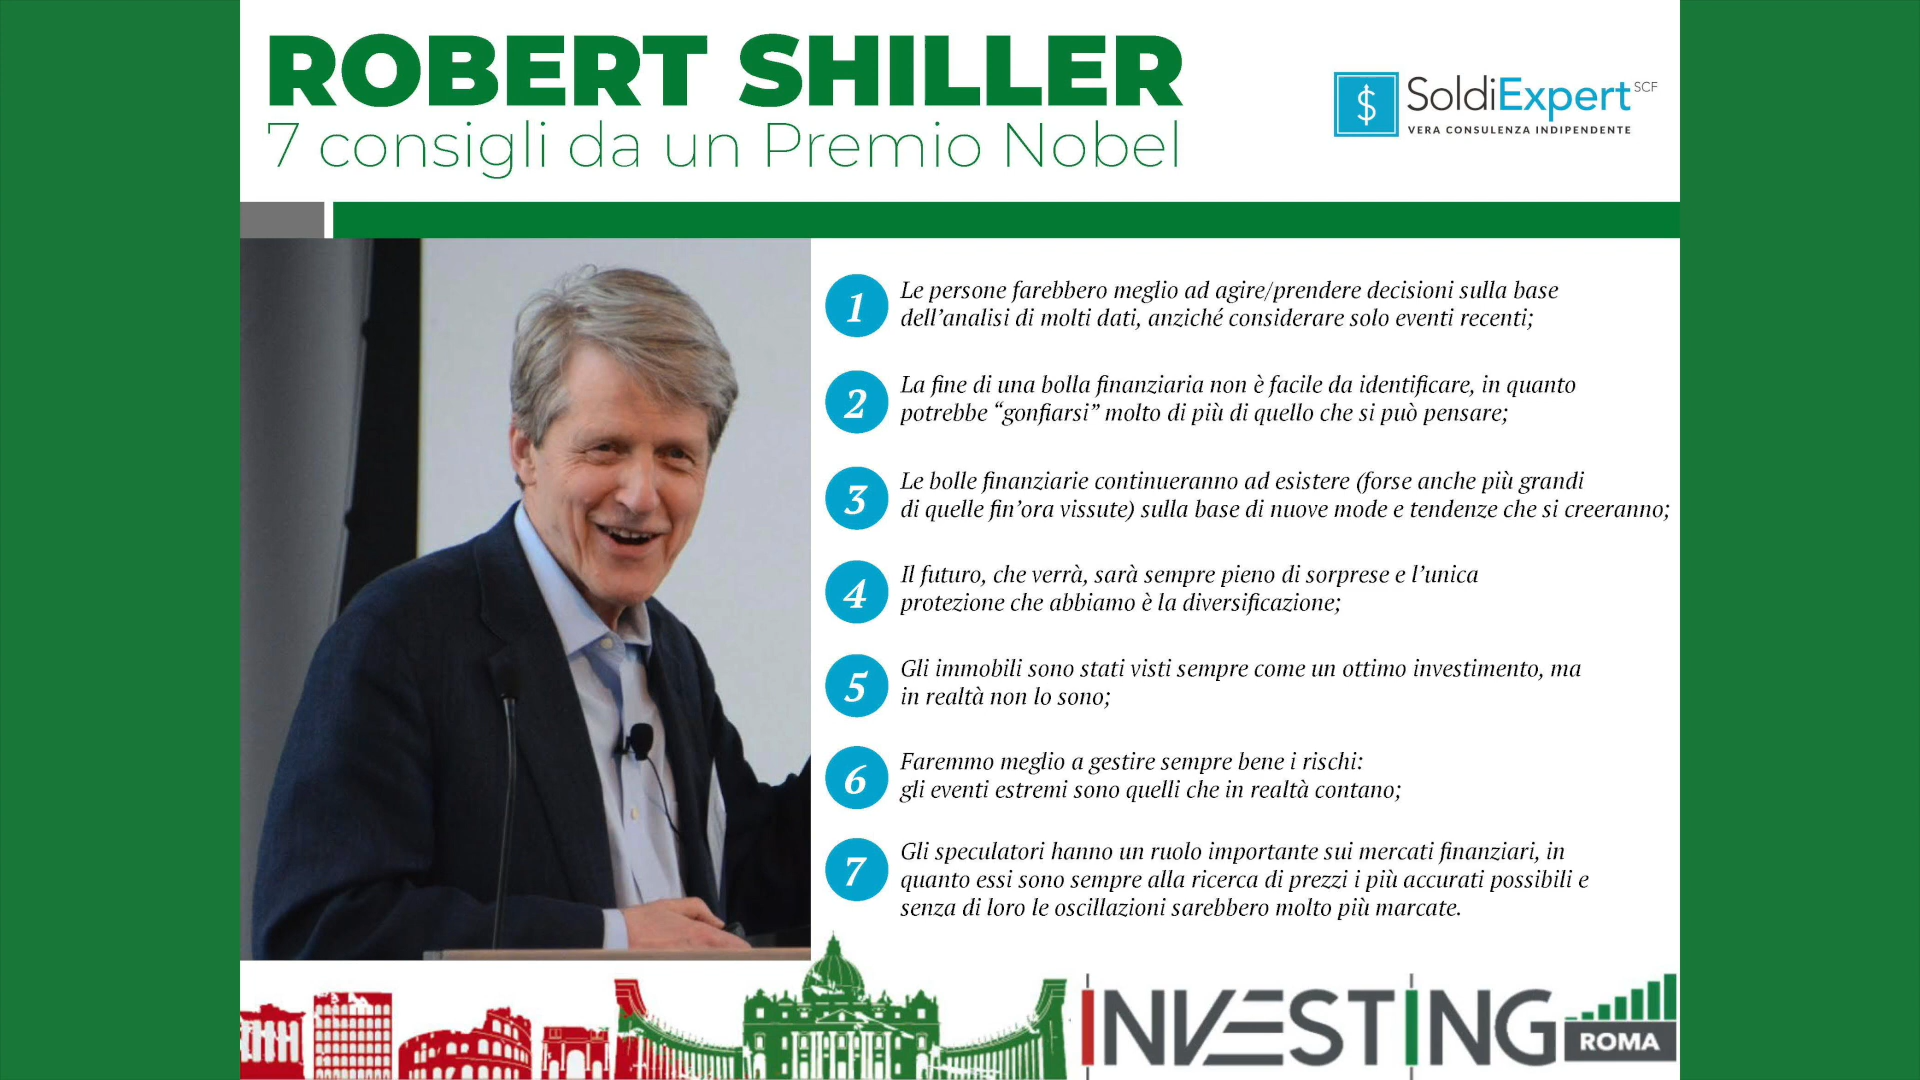 ROBERT SHILLER
7 consigli da un Premio Nobel
$
SoldiExpert SCF
VERA CONSULENZA INDIPENDENTE
1
Le persone farebbero meglio ad agire/prendere decisioni sulla base
dell’analisi di molti dati, anziché considerare solo eventi recenti;
2
La fine di una bolla finanziaria non è facile da identificare, in quanto
potrebbe “gonfiarsi” molto di più di quello che si può pensare;
3
Le bolle finanziarie continueranno ad esistere (forse anche più grandi
di quelle fin’ora vissute) sulla base di nuove mode e tendenze che si creeranno;
4
Il futuro, che verrà, sarà sempre pieno di sorprese e l’unica
protezione che abbiamo è la diversificazione;
5
Gli immobili sono stati visti sempre come un ottimo investimento, ma
in realtà non lo sono;
6
Faremmo meglio a gestire sempre bene i rischi:
gli eventi estremi sono quelli che in realtà contano;
7
Gli speculatori hanno un ruolo importante sui mercati finanziari, in
quanto essi sono sempre alla ricerca di prezzi i più accurati possibili e
senza di loro le oscillazioni sarebbero molto più marcate.
INVESTING
ROMA